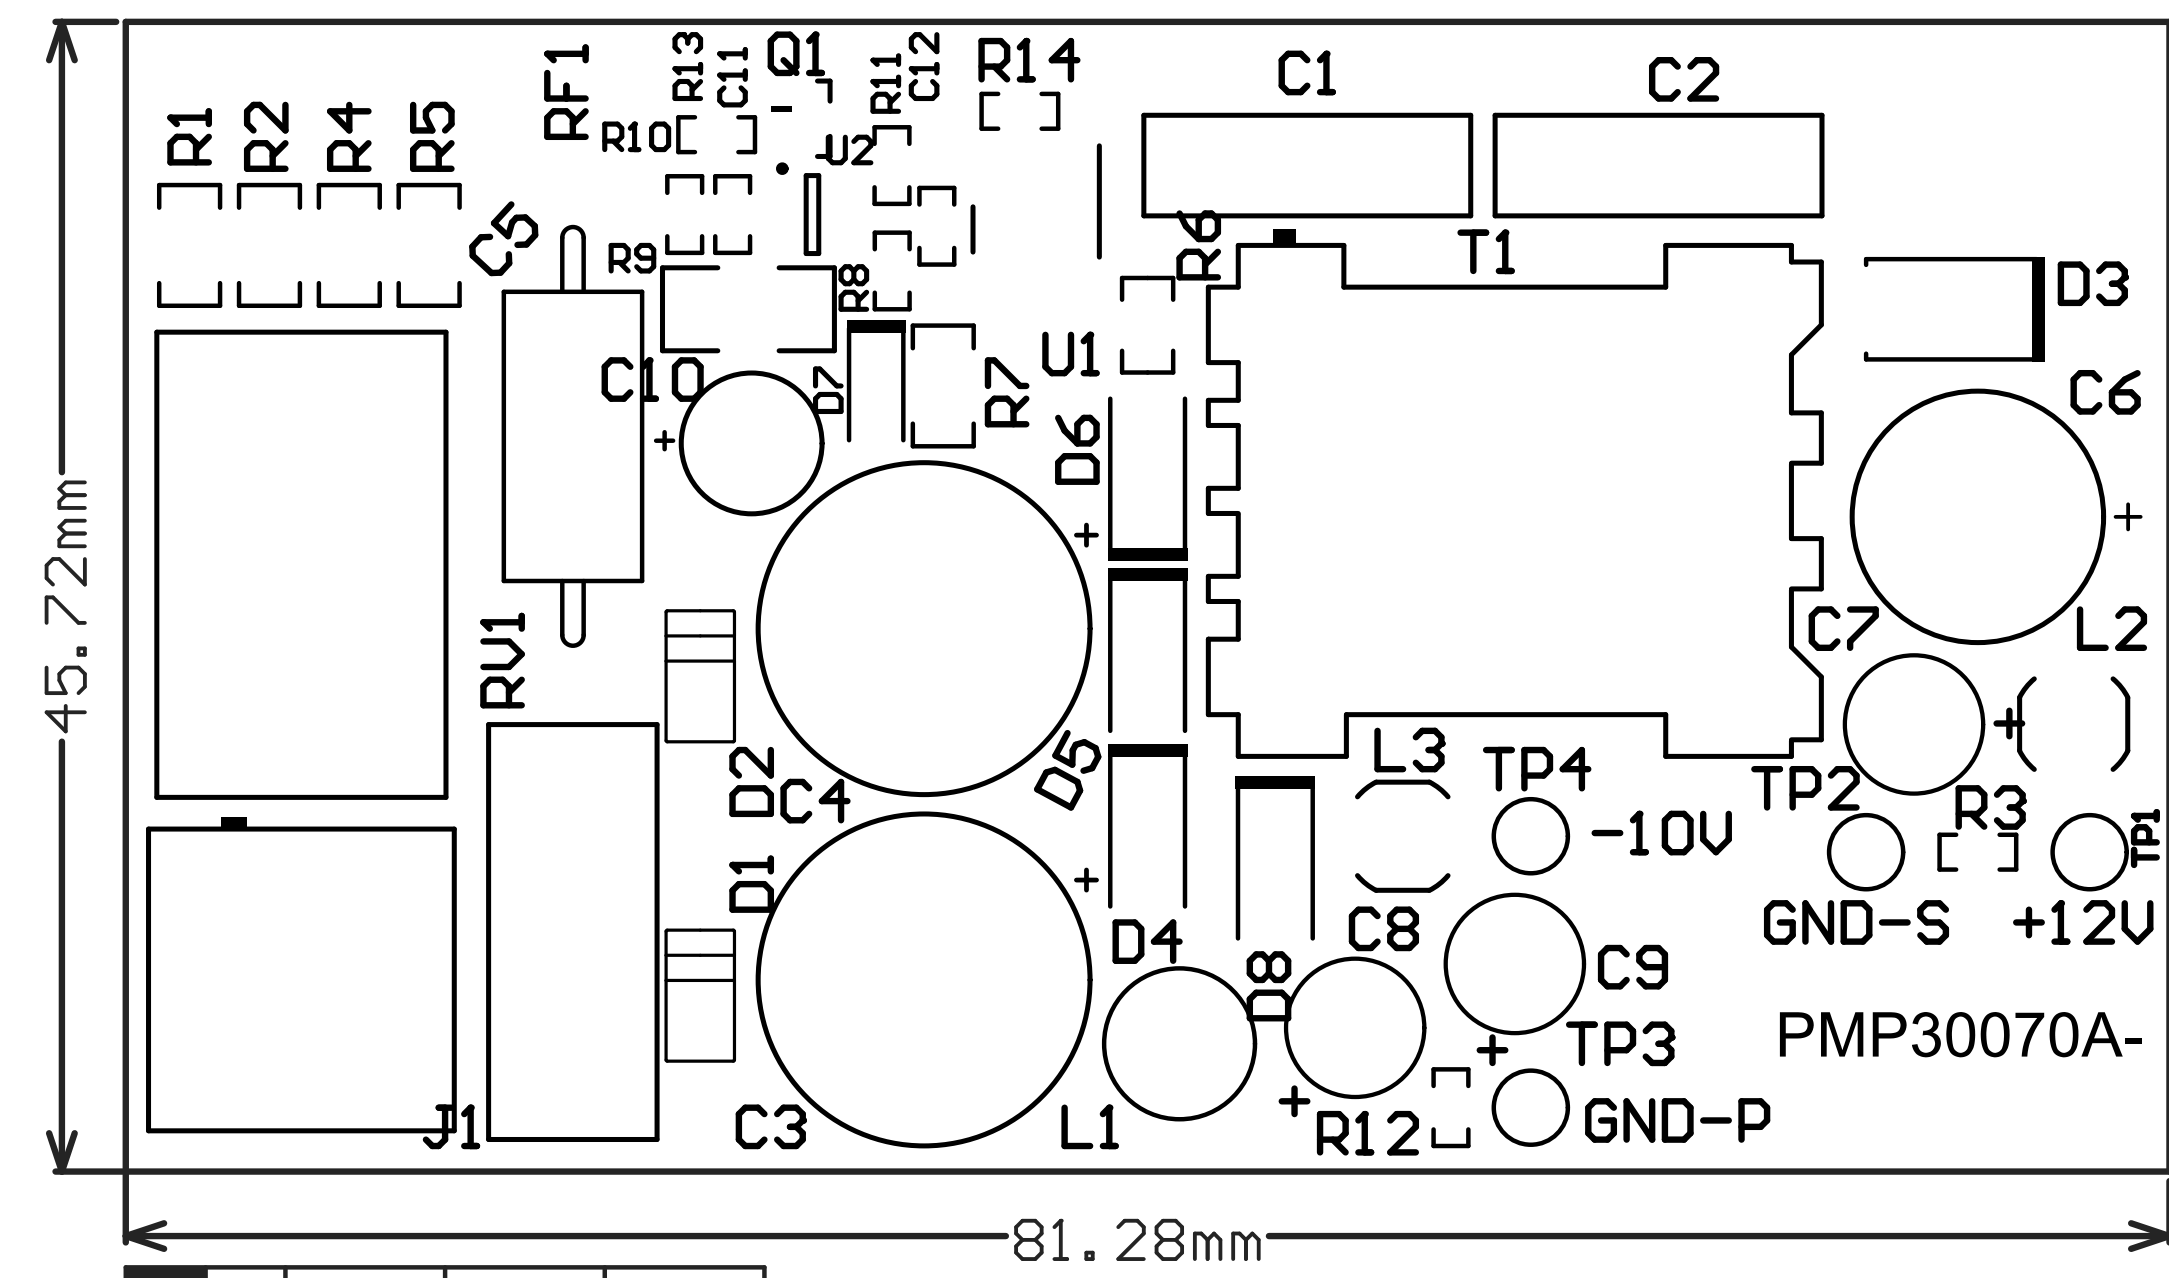 R13
C11
Q1
R11
C12
R14
C1
C2
RF1
R1
R2
R4
R5
R10
U2
C5
R9
R8
R6
T1
D3
C10
+
D7
R7
U1
C6
D6
+
+
45.72mm
RV1
C7
L2
+
D2
C4
D5
L3
TP4
-10V
TP2
R3
TP1
D1
+
D4
C8
GND-S
+12V
D8
C9
PMP30070A-
+
TP3
J1
C3
L1
+
R12
GND-P
81.28mm